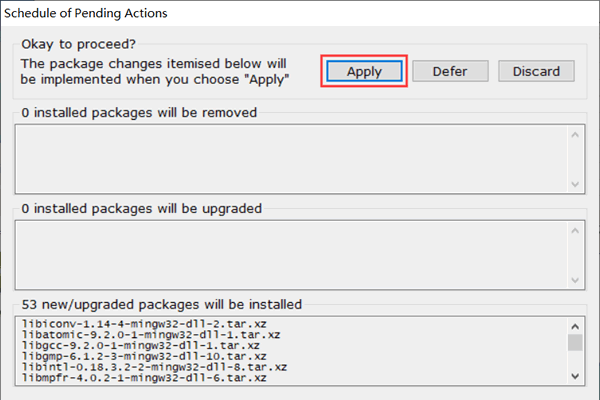 Schedule of Pending Actions
Okay to proceed?
The package changes itemised below will
be implemented when you choose "Apply"
Apply
Defer
Discard
0 installed packages will be removed
0 installed packages will be upgraded
53 new/upgraded packages will be installed
libiconv-1.14-4-mingw32-dll-2.tar.xz
libatomic-9.2.0-1-mingw32-dll-1.tar.xz
libgcc-9.2.0-1-mingw32-dll-1.tar.xz
libgmp-6.1.2-3-mingw32-dll-10.tar.xz
libintl-0.18.3.2-2-mingw32-dll-8.tar.xz
libmpfr-4.0.2-1-mingw32-dll-6.tar.xz